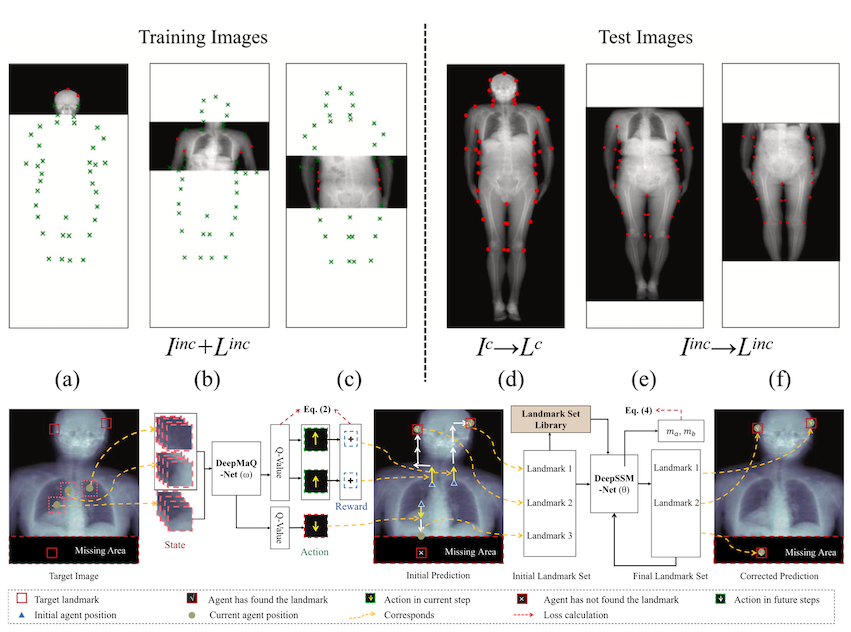 Training Images
Test Images
I^inc+L^inc
I^c→L^c
I^inc→L^inc
(a)
(b)
(c)
(d)
(e)
(f)
Target Image
Missing Area
State
DeepMaQ
-Net (ω)
Q-Value
Q-Value
Eq. (2)
Action
+
+
Reward
Initial Prediction
× Missing Area
Landmark Set
Library
Landmark 1
Landmark 2
Landmark 3
Initial Landmark Set
DeepSSM
-Net (θ)
Eq. (4)
m_a, m_b
Landmark 1
Landmark 2
Final Landmark Set
Missing Area
Corrected Prediction
Target landmark
√ Agent has found the landmark
Action in current step
× Agent has not found the landmark
Action in future steps
Initial agent position
Current agent position
Corresponds
Loss calculation